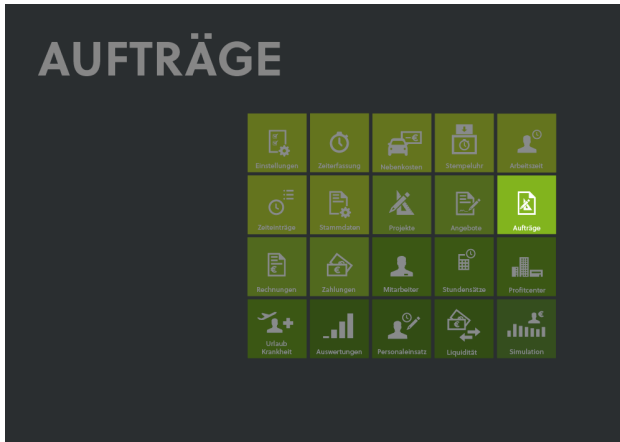 AUFTRÄGE
Einstellungen Zeiterfassung Nebenkosten Stempeluhr Arbeitszeit
Zeiteinträge Stammdaten Projekte Angebote Aufträge
Rechnungen Zahlungen Mitarbeiter Stundensätze Profitcenter
Urlaub
Krankheit Auswertungen Personaleinsatz Liquidität Simulation